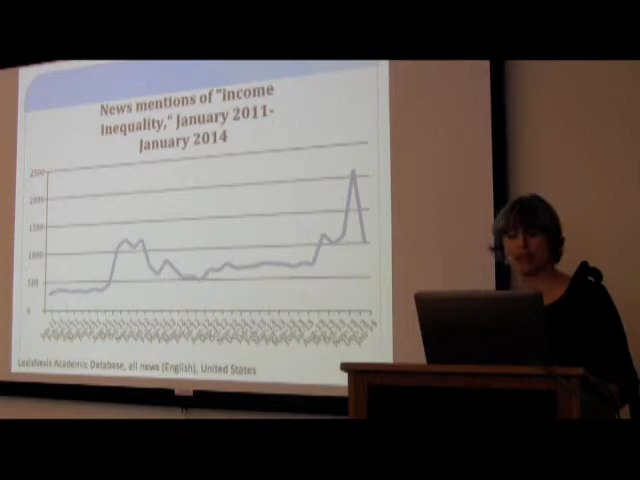 News mentions of "income
inequality," January 2011-
January 2014
2500
2000
1500
1000
500
0
LexisNexis Academic Database, all news (English), United States